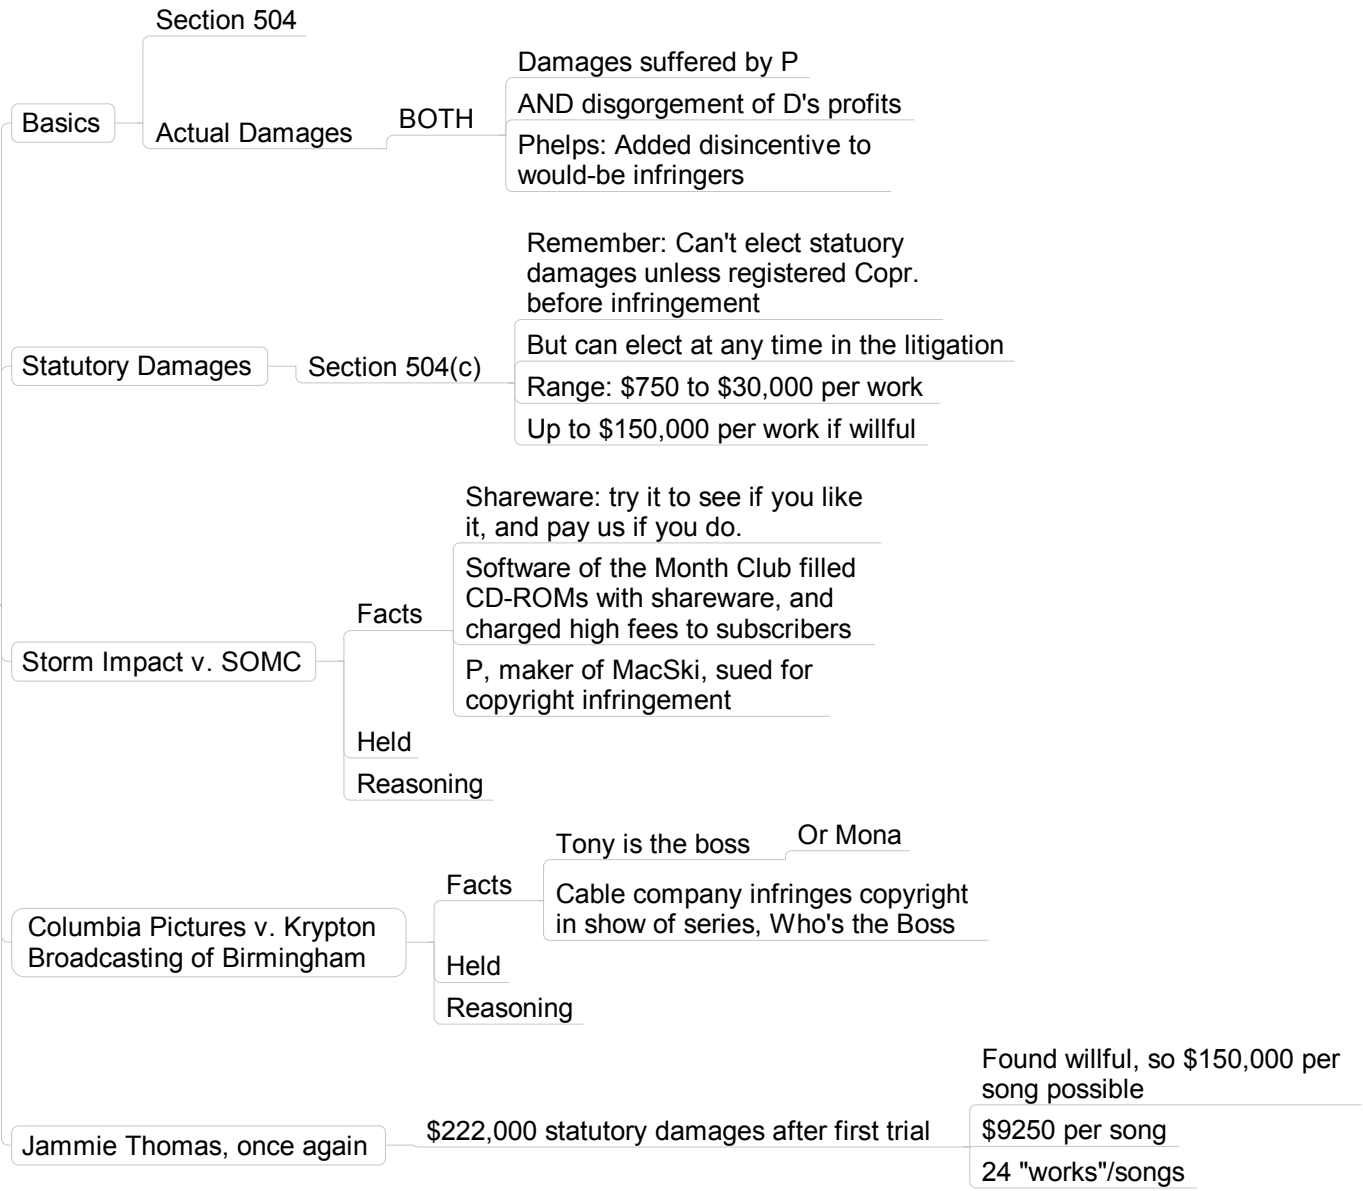 Section 504
Basics
Actual Damages
BOTH
Damages suffered by P
AND disgorgement of D's profits
Phelps: Added disincentive to
would-be infringers
Statutory Damages
Section 504(c)
Remember: Can't elect statuory
damages unless registered Copr.
before infringement
But can elect at any time in the litigation
Range: $750 to $30,000 per work
Up to $150,000 per work if willful
Storm Impact v. SOMC
Facts
Shareware: try it to see if you like
it, and pay us if you do.
Software of the Month Club filled
CD-ROMs with shareware, and
charged high fees to subscribers
P, maker of MacSki, sued for
copyright infringement
Held
Reasoning
Columbia Pictures v. Krypton
Broadcasting of Birmingham
Facts
Tony is the boss
Or Mona
Cable company infringes copyright
in show of series, Who's the Boss
Held
Reasoning
Jammie Thomas, once again
$222,000 statutory damages after first trial
Found willful, so $150,000 per
song possible
$9250 per song
24 "works"/songs